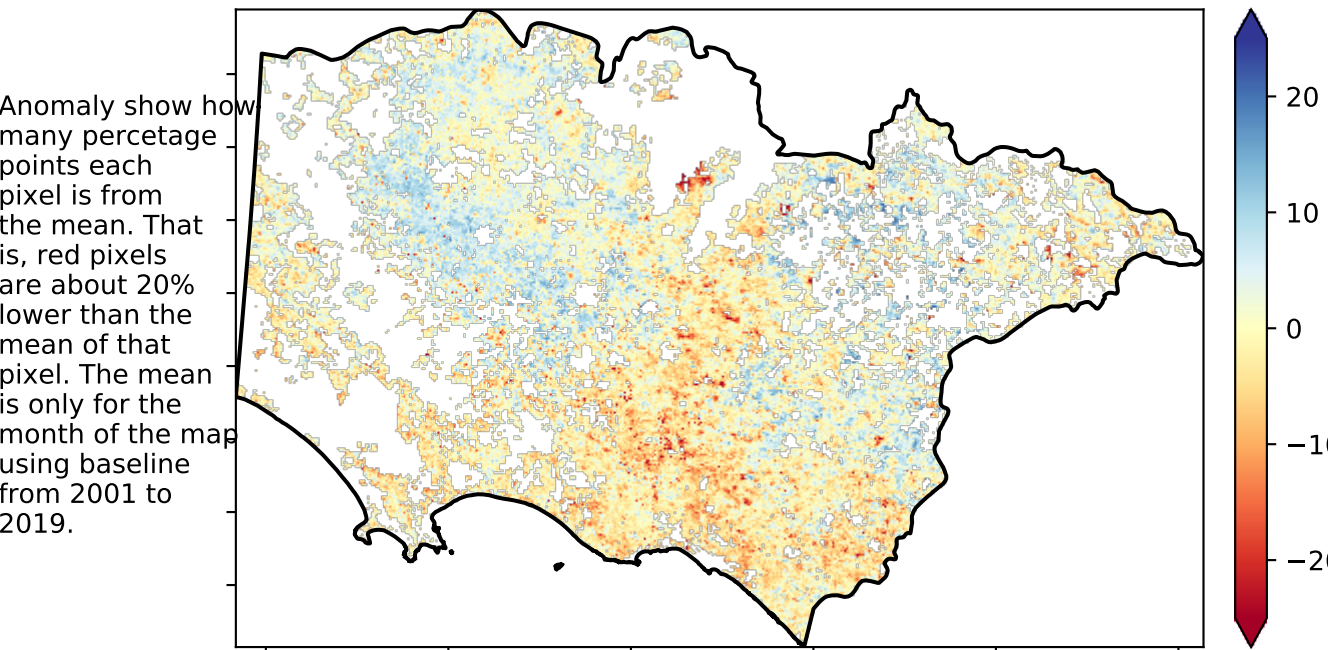 Anomaly show how
many percetage
points each
pixel is from
the mean. That
is, red pixels
are about 20%
lower than the
mean of that
pixel. The mean
is only for the
month of the map
using baseline
from 2001 to
2019.
20
10
0
−10
−20